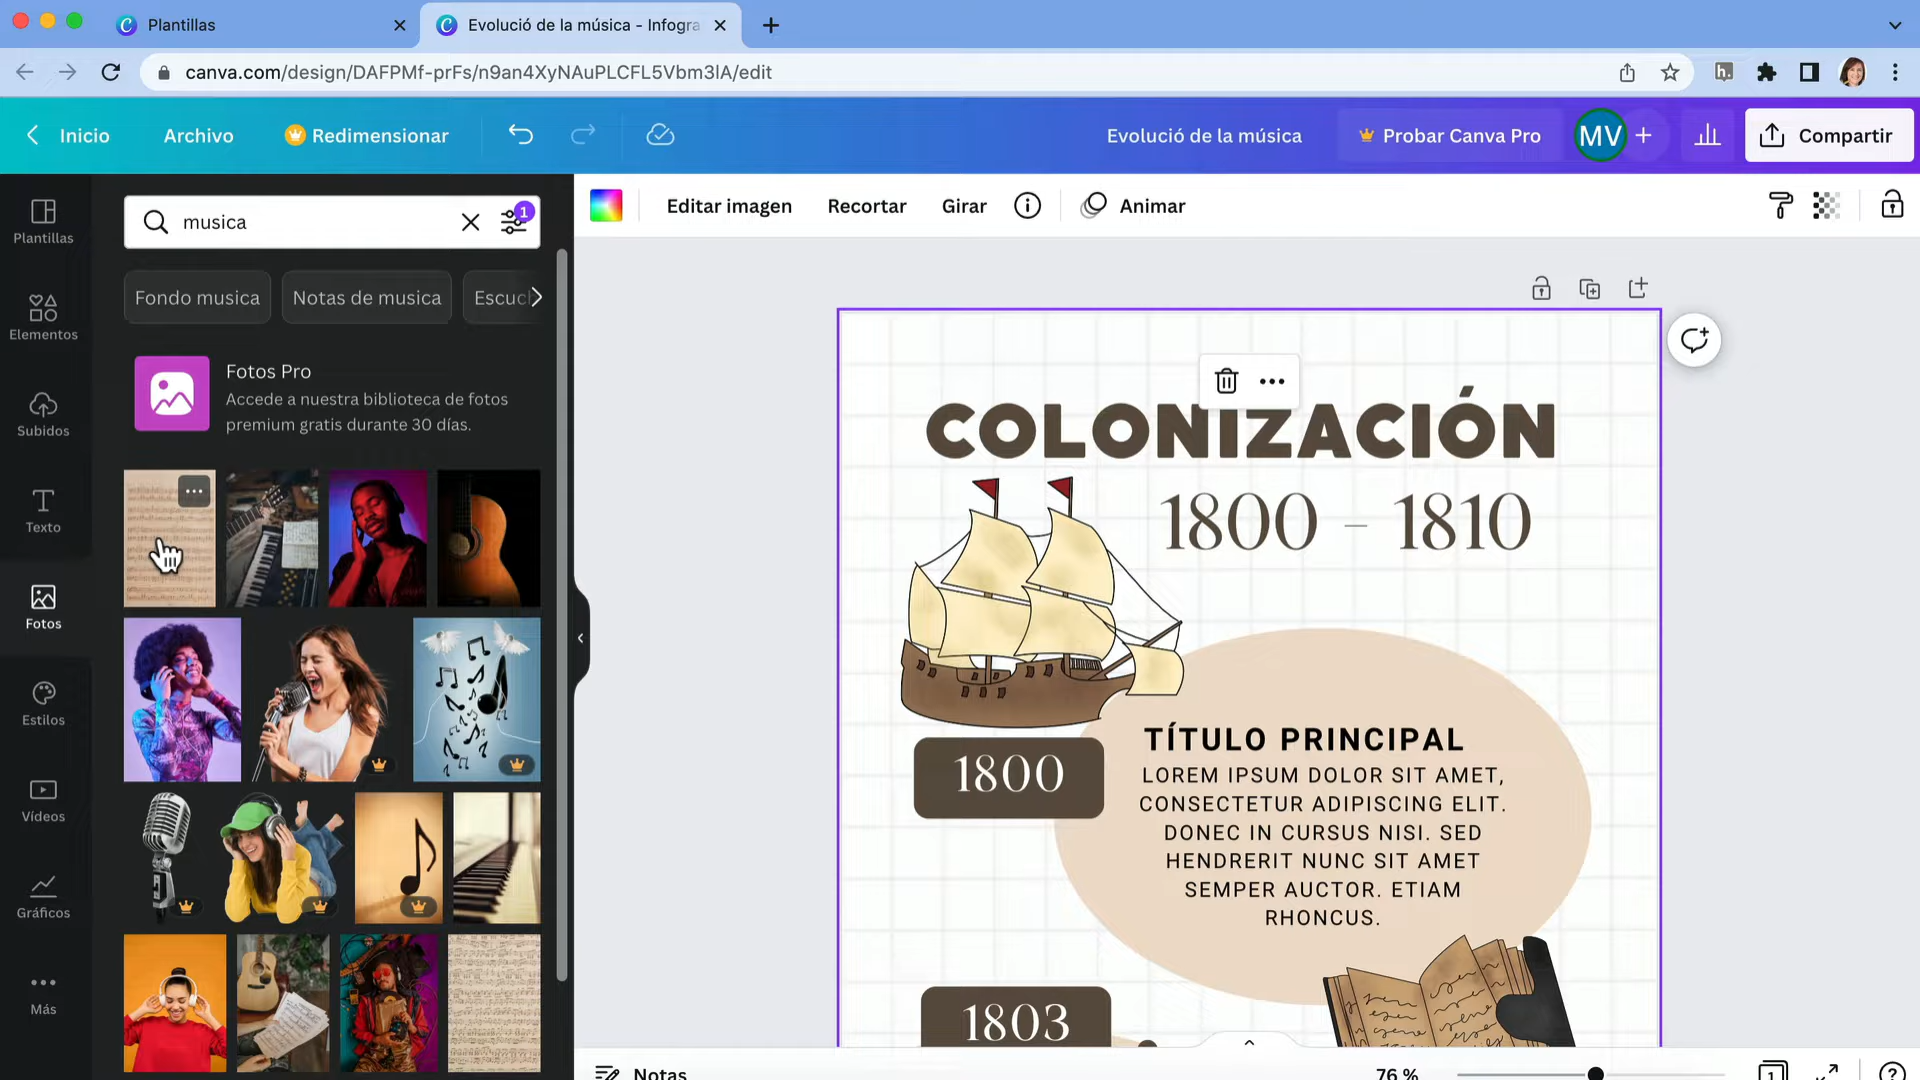 Plantillas
Evolució de la música - Infogra
canva.com/design/DAFPMf-prFs/n9an4XyNAuPLCFL5Vbm3lA/edit
Inicio
Archivo
Redimensionar
Evolució de la música
Probar Canva Pro
MV
Compartir
Plantillas
Elementos
Subidos
Texto
Fotos
Estilos
Vídeos
Gráficos
Más
musica
1
Fondo musica
Notas de musica
Escuc
Fotos Pro
Accede a nuestra biblioteca de fotos
premium gratis durante 30 días.
Editar imagen
Recortar
Girar
Animar
COLONIZACIÓN
1800 – 1810
1800
TÍTULO PRINCIPAL
LOREM IPSUM DOLOR SIT AMET,
CONSECTETUR ADIPISCING ELIT.
DONEC IN CURSUS NISI. SED
HENDRERIT NUNC SIT AMET
SEMPER AUCTOR. ETIAM
RHONCUS.
1803
Notas
76 %
1